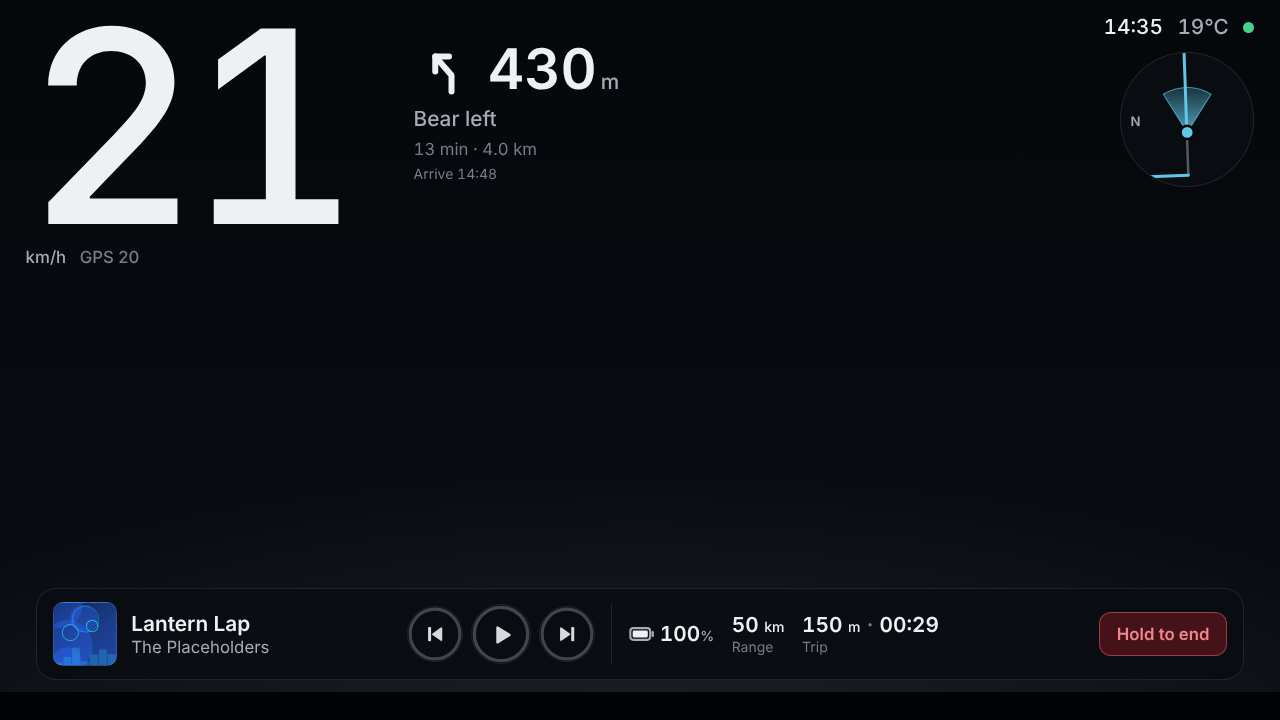 21
km/h GPS 20
430 m
Bear left
13 min · 4.0 km
Arrive 14:48
14:35 19°C
N
Lantern Lap
The Placeholders
100%
50 km
Range
150 m · 00:29
Trip
Hold to end